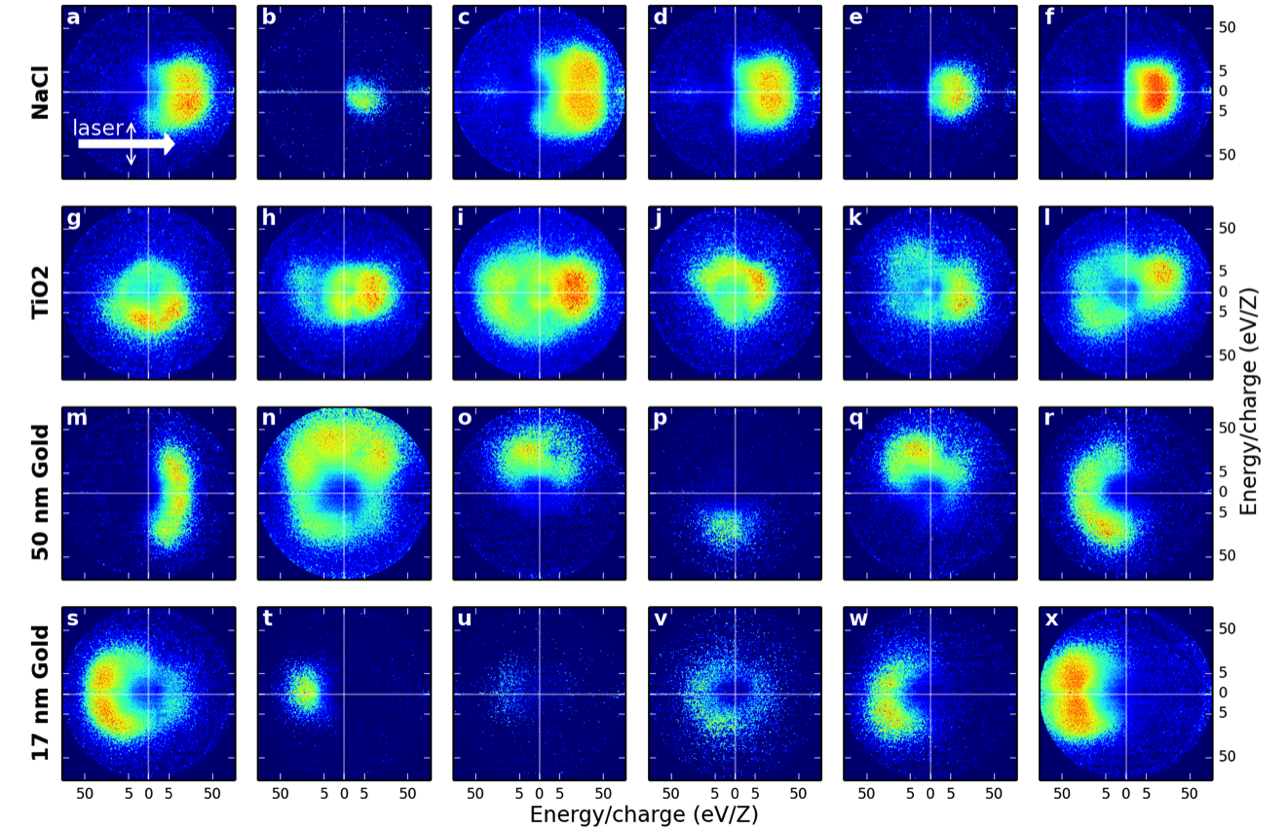 a b c d e f
NaCl
laser
50
5
0
5
50
g h i j k l
TiO2
50
5
0
5
50
m n o p q r
50 nm Gold
50
5
0
5
50
s t u v w x
17 nm Gold
50
5
0
5
50
Energy/charge (eV/Z)
50 5 0 5 50 50 5 0 5 50 50 5 0 5 50 50 5 0 5 50 50 5 0 5 50 50 5 0 5 50
Energy/charge (eV/Z)